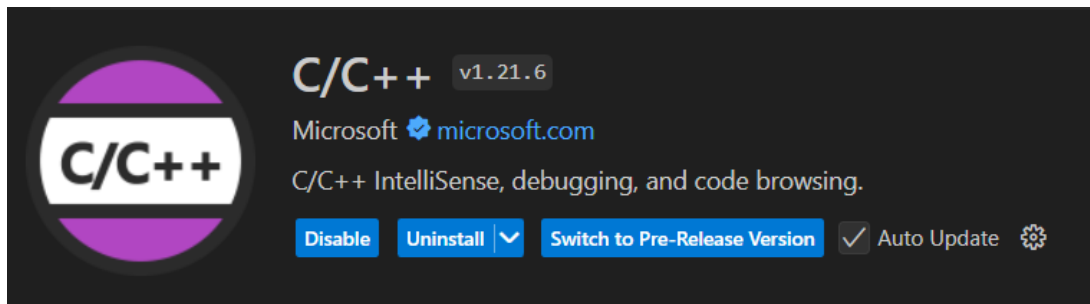 C/C++
C/C++ v1.21.6
Microsoft microsoft.com
C/C++ IntelliSense, debugging, and code browsing.
Disable Uninstall Switch to Pre-Release Version Auto Update